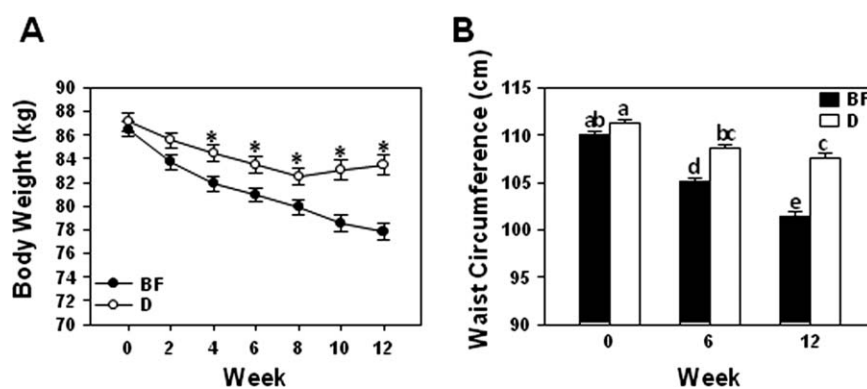 A
Body Weight (kg)
90
88
86
84
82
80
78
76
74
72
70
* * * * *
BF
D
0 2 4 6 8 10 12
Week
B
Waist Circumference (cm)
115
110
105
100
95
90
BF
D
ab a
d bc
e c
0 6 12
Week